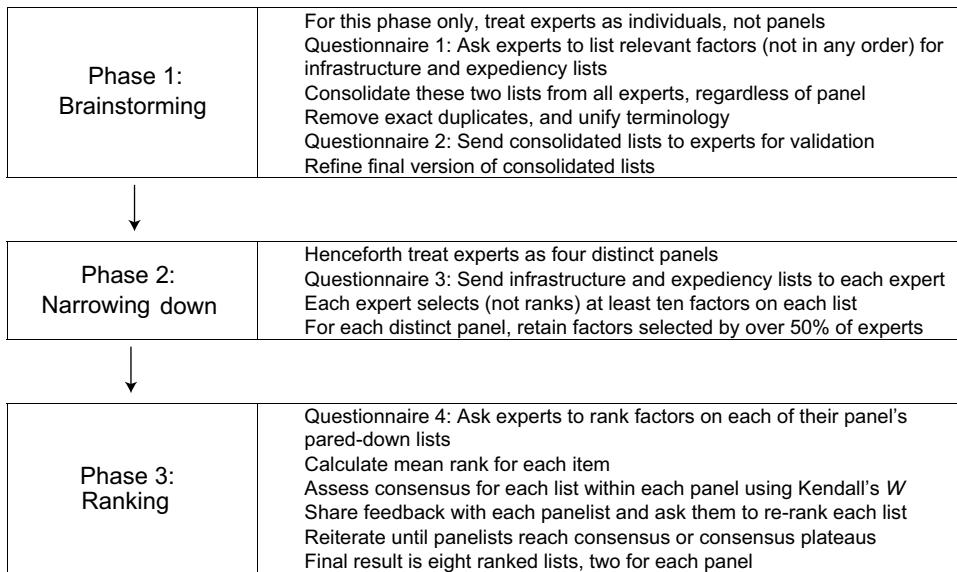 Phase 1:
Brainstorming
For this phase only, treat experts as individuals, not panels
Questionnaire 1: Ask experts to list relevant factors (not in any order) for
infrastructure and expediency lists
Consolidate these two lists from all experts, regardless of panel
Remove exact duplicates, and unify terminology
Questionnaire 2: Send consolidated lists to experts for validation
Refine final version of consolidated lists
Phase 2:
Narrowing down
Henceforth treat experts as four distinct panels
Questionnaire 3: Send infrastructure and expediency lists to each expert
Each expert selects (not ranks) at least ten factors on each list
For each distinct panel, retain factors selected by over 50% of experts
Phase 3:
Ranking
Questionnaire 4: Ask experts to rank factors on each of their panel’s
pared-down lists
Calculate mean rank for each item
Assess consensus for each list within each panel using Kendall’s W
Share feedback with each panelist and ask them to re-rank each list
Reiterate until panelists reach consensus or consensus plateaus
Final result is eight ranked lists, two for each panel